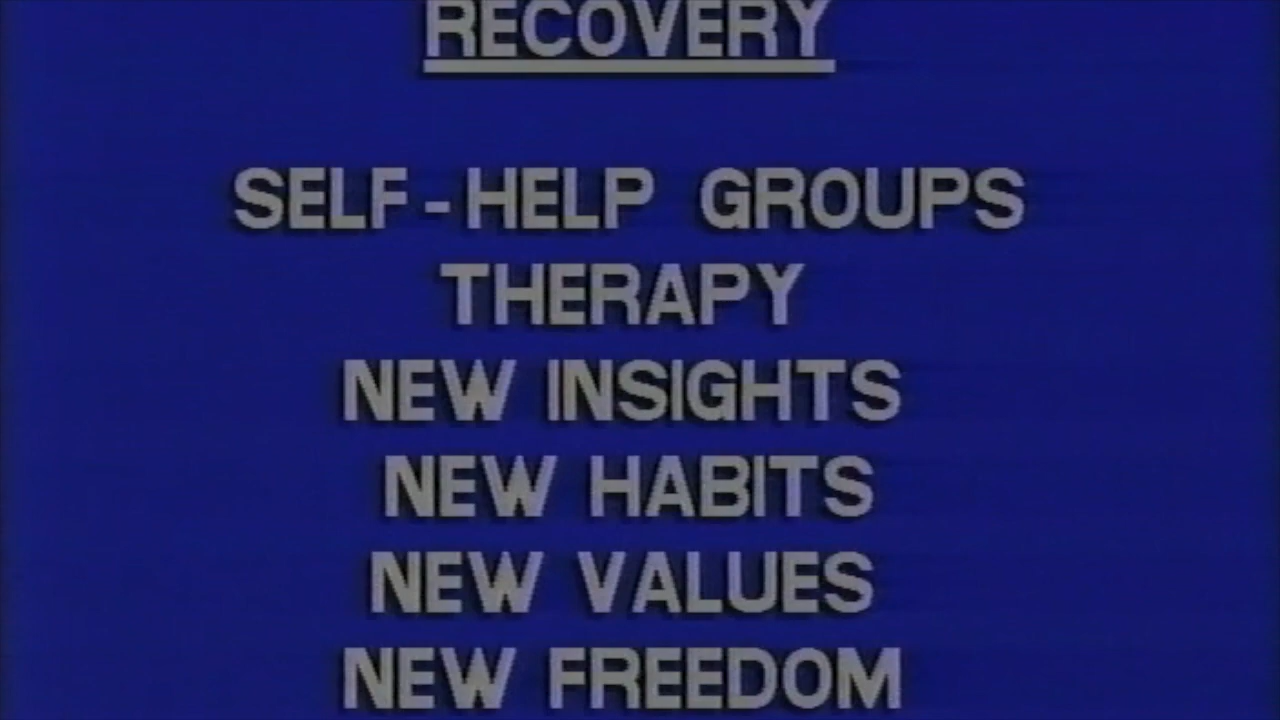 RECOVERY
SELF-HELP GROUPS
THERAPY
NEW INSIGHTS
NEW HABITS
NEW VALUES
NEW FREEDOM